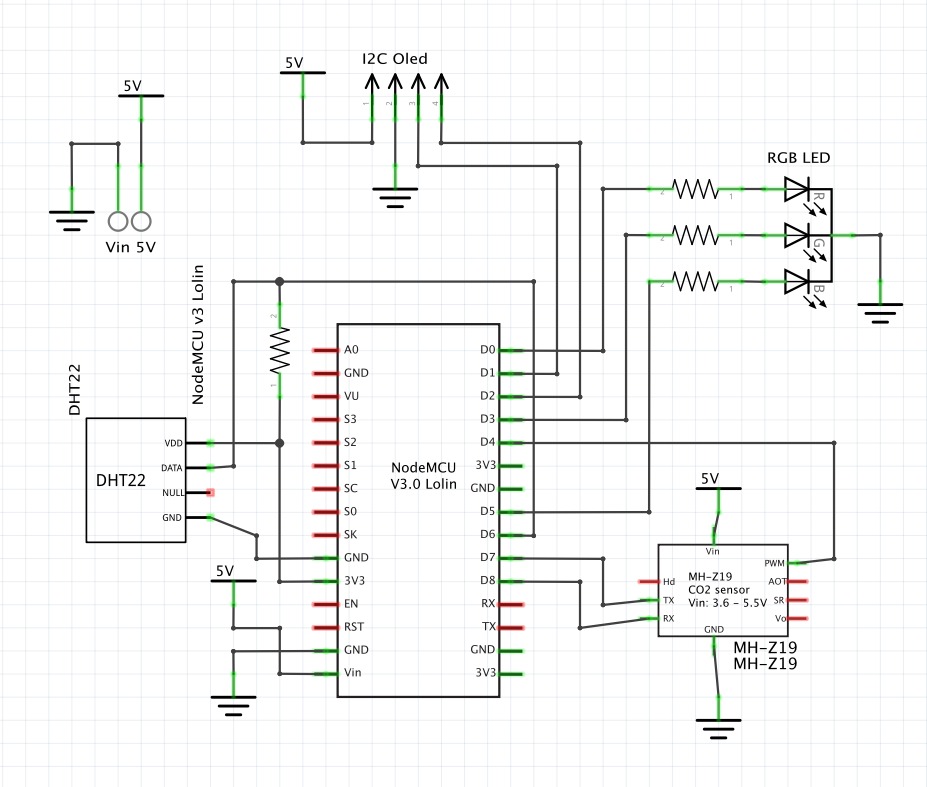 I2C Oled
5V
5V
1
2
3
4
RGB LED
2
1
R
2
1
G
2
1
B
Vin 5V
NodeMCU v3 Lolin
DHT22
2
1
DHT22
VDD
DATA
NULL
GND
NodeMCU
V3.0 Lolin
A0
GND
VU
S3
S2
S1
SC
S0
SK
GND
3V3
EN
RST
GND
Vin
D0
D1
D2
D3
D4
3V3
GND
D5
D6
D7
D8
RX
TX
GND
3V3
5V
5V
Vin
MH-Z19
CO2 sensor
Vin: 3.6 - 5.5V
Hd
TX
RX
PWM
AOT
SR
Vo
GND
MH-Z19
MH-Z19